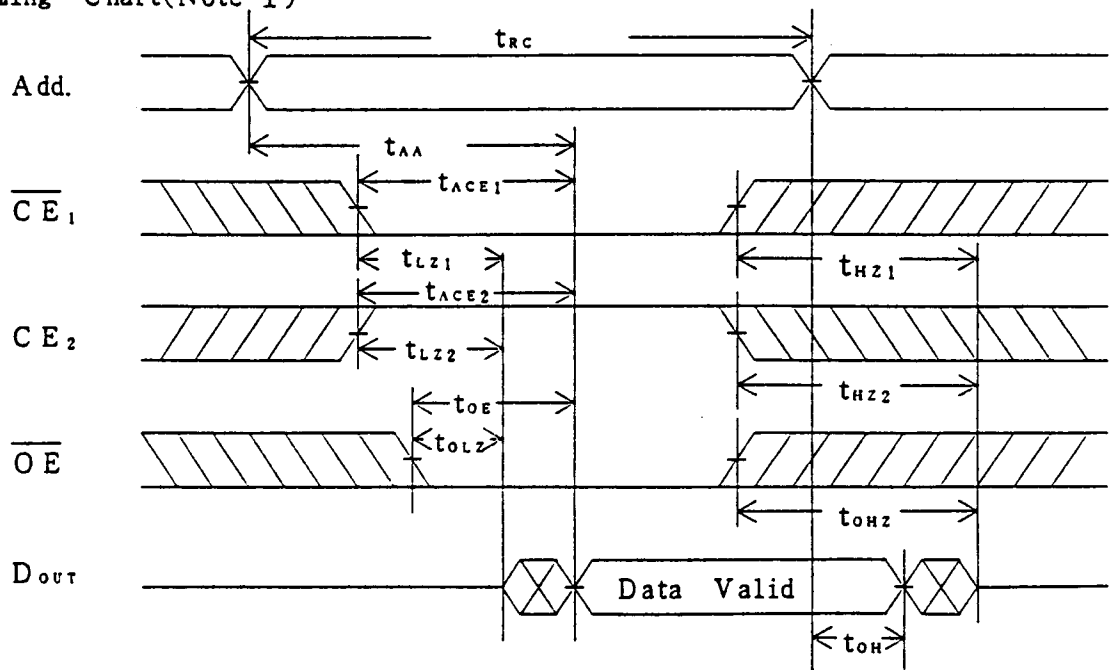 Chart(Note 1)
tRC
Add.
tAA
tACE1
CE1
tLZ1
tHZ1
tACE2
CE2
tLZ2
tHZ2
tOE
OE
tOLZ
tOHZ
DOUT
Data Valid
tOH